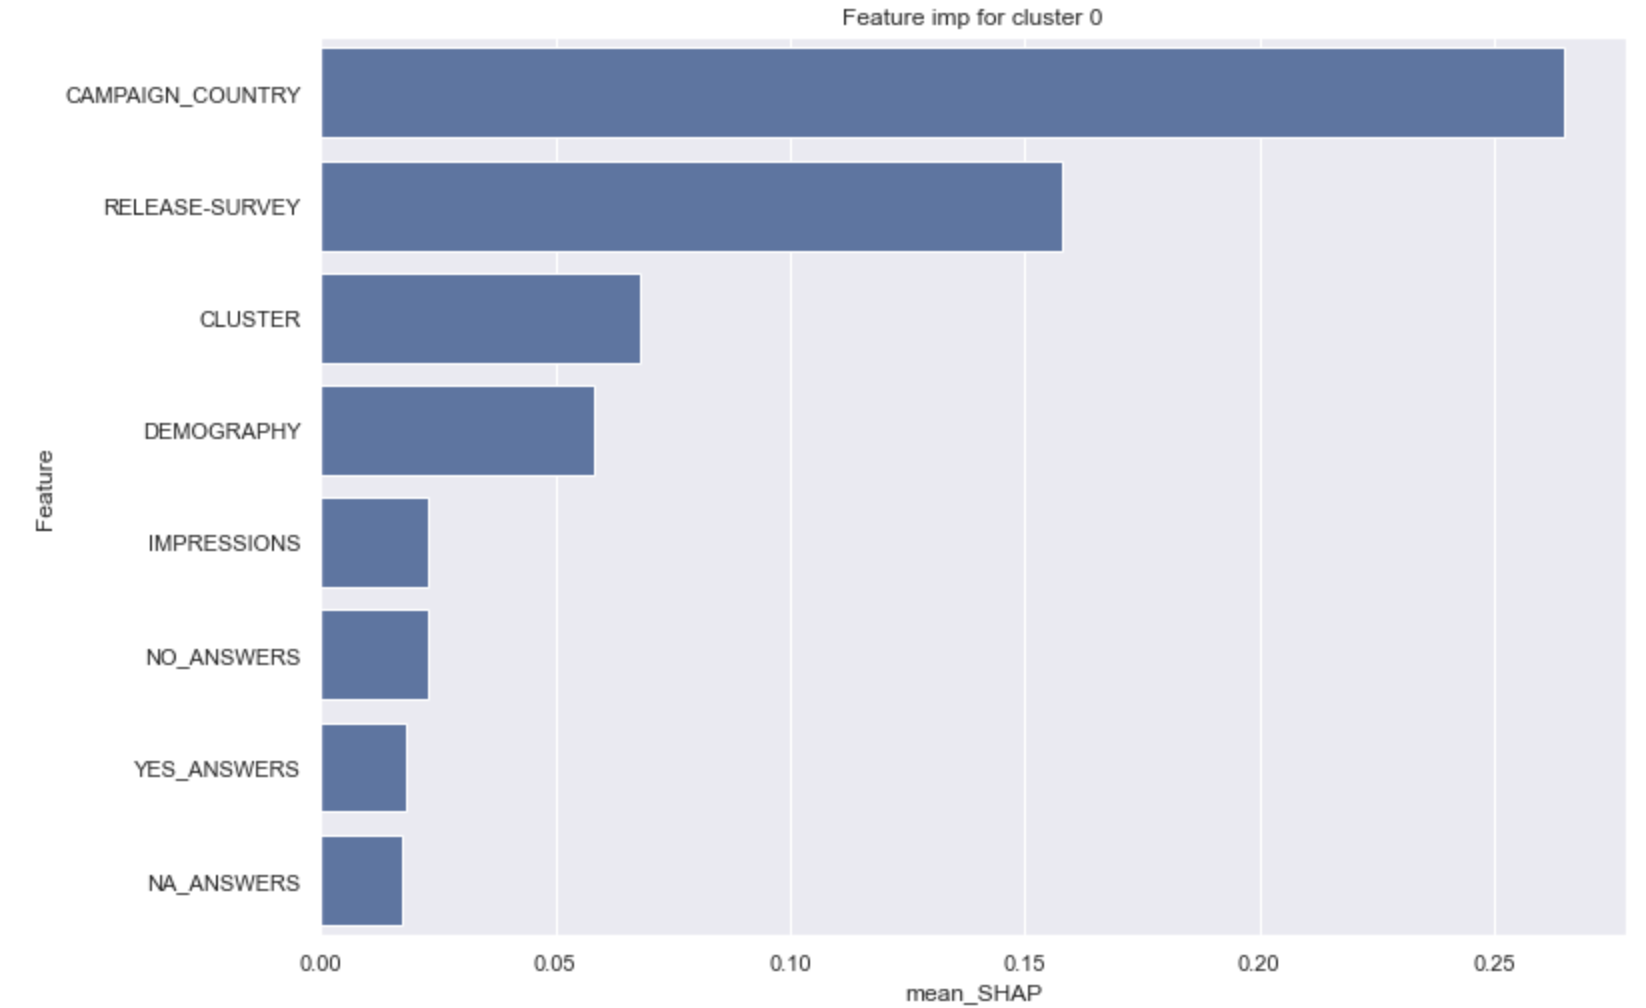 Feature imp for cluster 0
CAMPAIGN_COUNTRY
RELEASE-SURVEY
CLUSTER
DEMOGRAPHY
IMPRESSIONS
NO_ANSWERS
YES_ANSWERS
NA_ANSWERS
Feature
0.00 0.05 0.10 0.15 0.20 0.25
mean_SHAP